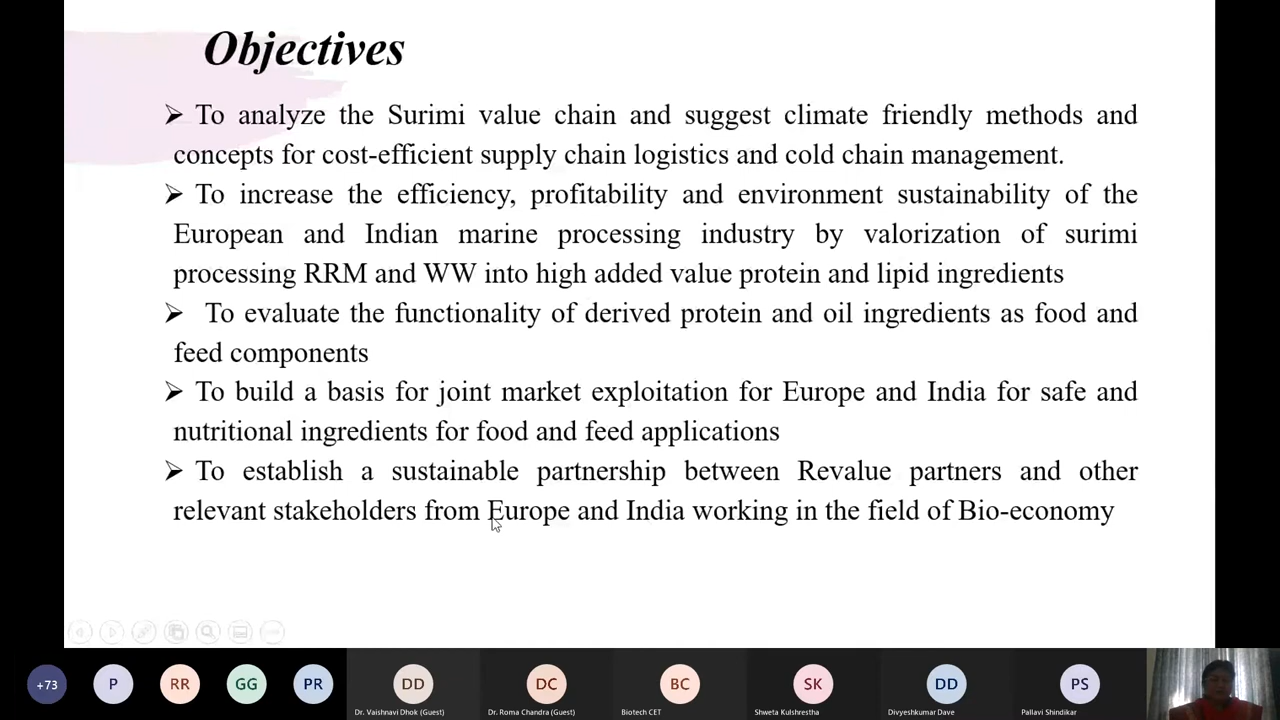 Objectives
➢ To analyze the Surimi value chain and suggest climate friendly methods and
concepts for cost-efficient supply chain logistics and cold chain management.
➢ To increase the efficiency, profitability and environment sustainability of the
European and Indian marine processing industry by valorization of surimi
processing RRM and WW into high added value protein and lipid ingredients
➢ To evaluate the functionality of derived protein and oil ingredients as food and
feed components
➢ To build a basis for joint market exploitation for Europe and India for safe and
nutritional ingredients for food and feed applications
➢ To establish a sustainable partnership between Revalue partners and other
relevant stakeholders from Europe and India working in the field of Bio-economy
+73 P RR GG PR DD DC BC SK DD PS
Dr. Vaishnavi Dhok (Guest) Dr. Roma Chandra (Guest) Biotech CET Shweta Kulshrestha Divyeshkumar Dave Pallavi Shindikar